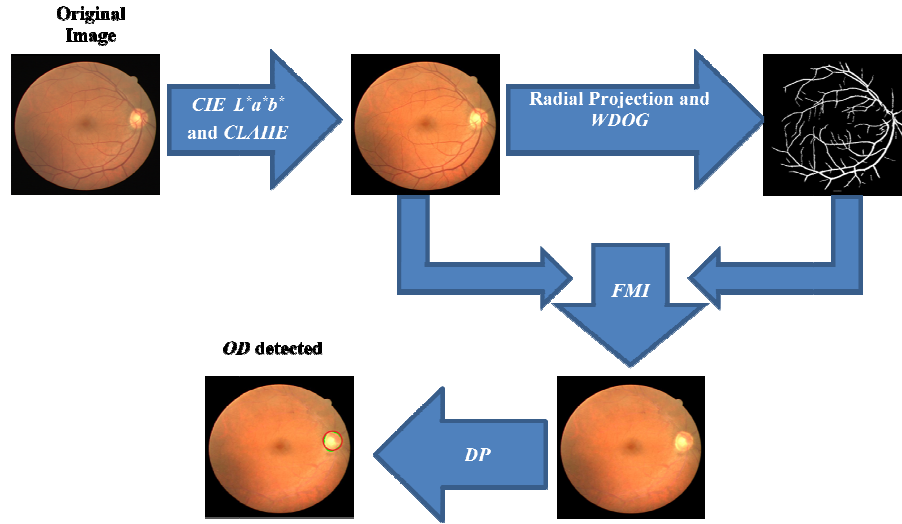 Original
Image
CIE L*a*b*
and CLAHE
Radial Projection and
WDOG
FMI
OD detected
DP